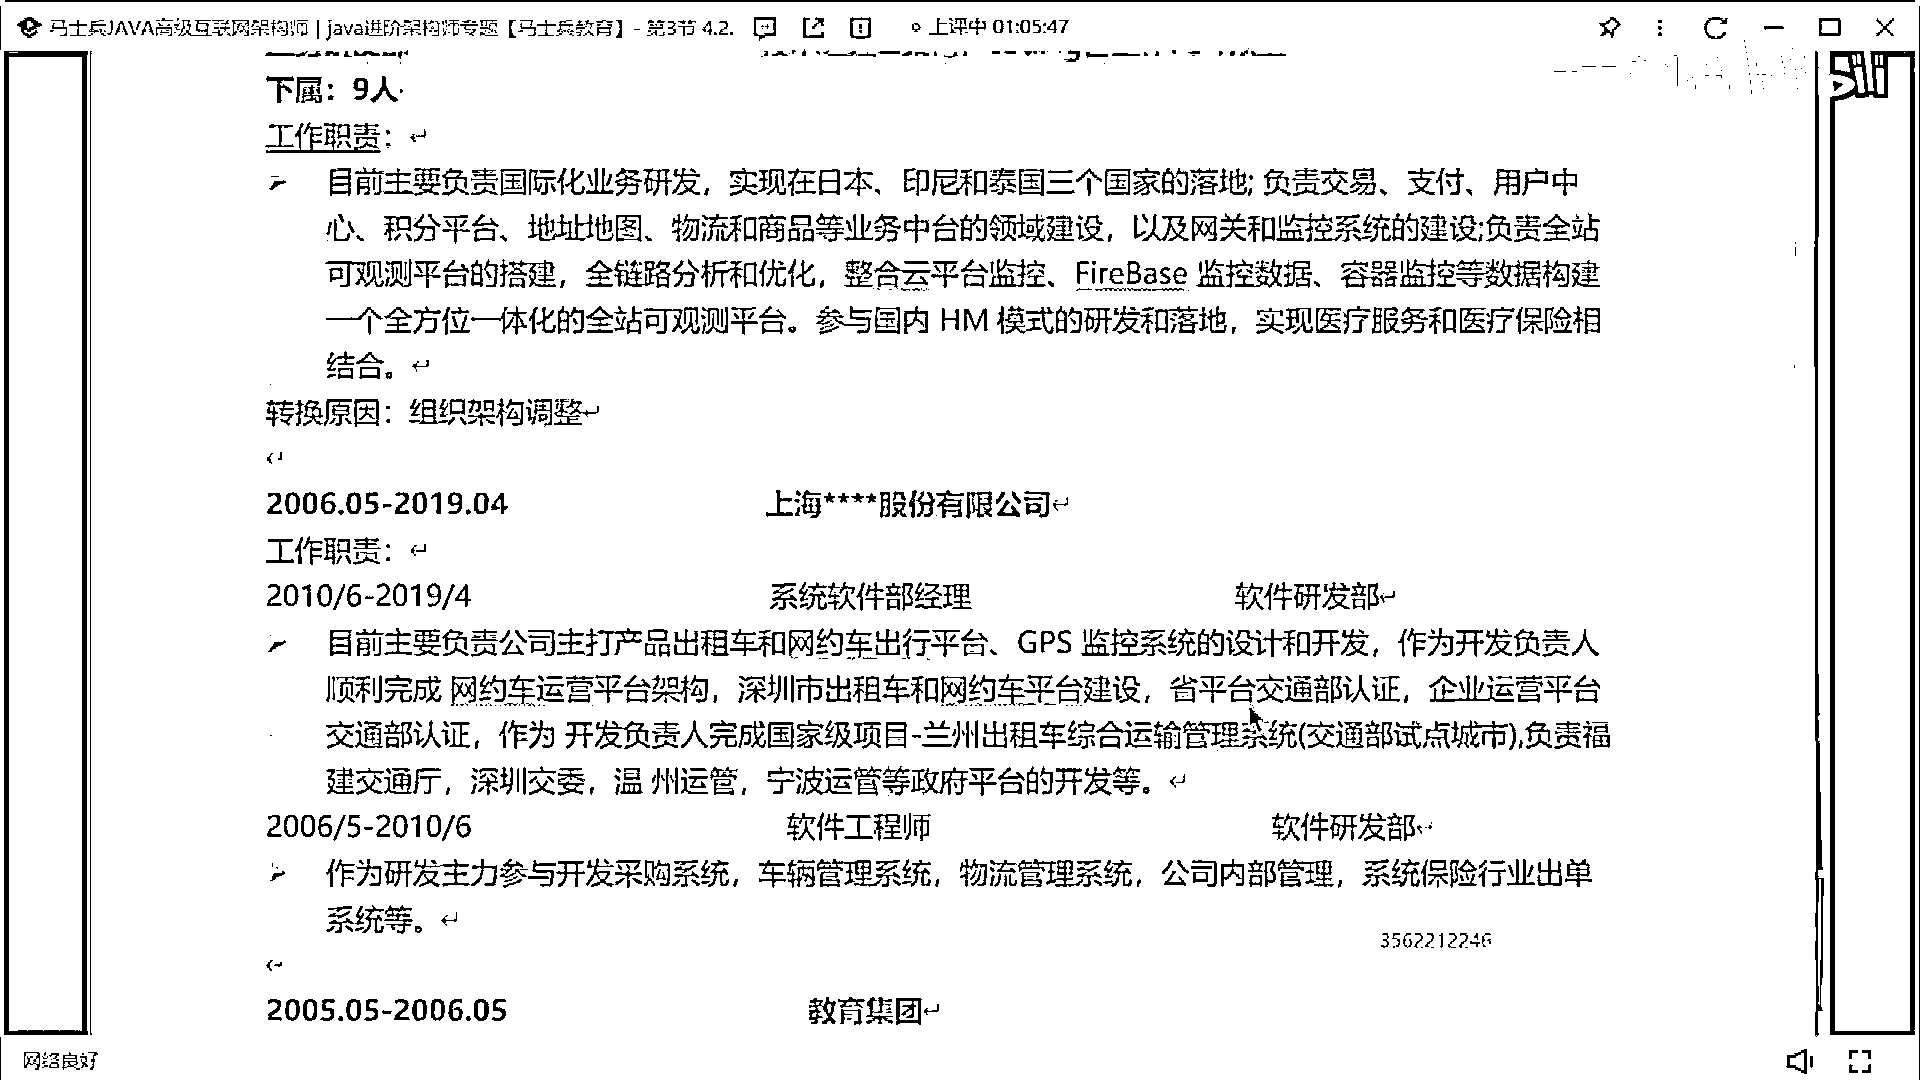 马士兵JAVA高级互联网架构师 | java进阶架构师专题【马士兵教育】- 第3节 4.2.
上课中 01:05:47
下属：9人
工作职责：
目前主要负责国际化业务研发，实现在日本、印尼和泰国三个国家的落地; 负责交易、支付、用户中
心、积分平台、地址地图、物流和商品等业务中台的领域建设，以及网关和监控系统的建设;负责全站
可观测平台的搭建，全链路分析和优化，整合云平台监控、FireBase 监控数据、容器监控等数据构建
一个全方位一体化的全站可观测平台。参与国内 HM 模式的研发和落地，实现医疗服务和医疗保险相
结合。
转换原因：组织架构调整
2006.05-2019.04 上海****股份有限公司
工作职责：
2010/6-2019/4 系统软件部经理 软件研发部
目前主要负责公司主打产品出租车和网约车出行平台、GPS 监控系统的设计和开发，作为开发负责人
顺利完成 网约车运营平台架构，深圳市出租车和网约车平台建设，省平台交通部认证，企业运营平台
交通部认证，作为 开发负责人完成国家级项目-兰州出租车综合运输管理系统(交通部试点城市),负责福
建交通厅，深圳交委，温 州运管，宁波运管等政府平台的开发等。
2006/5-2010/6 软件工程师 软件研发部
作为研发主力参与开发采购系统，车辆管理系统，物流管理系统，公司内部管理，系统保险行业出单
系统等。
3562212246
2005.05-2006.05 教育集团
网络良好